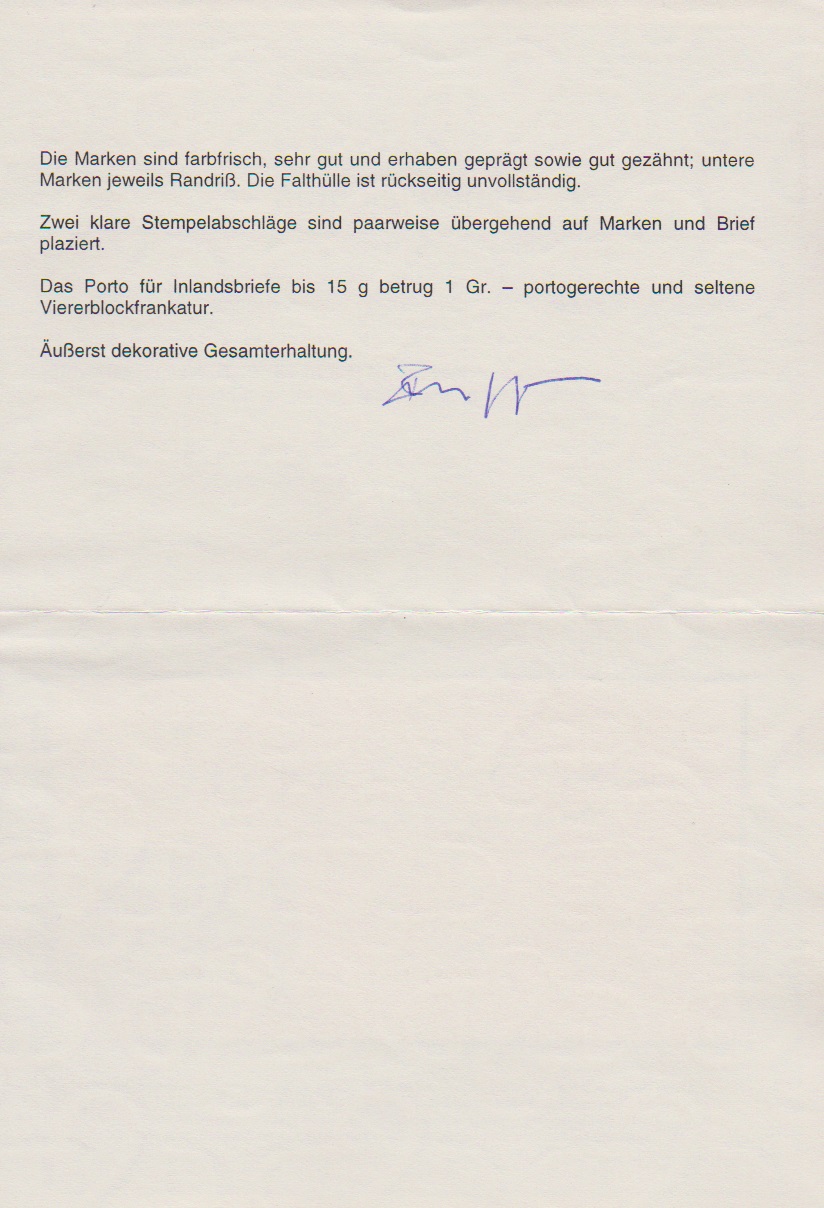 Die Marken sind farbfrisch, sehr gut und erhaben geprägt sowie gut gezähnt; untere
Marken jeweils Randriß. Die Falthülle ist rückseitig unvollständig.
Zwei klare Stempelabschläge sind paarweise übergehend auf Marken und Brief
plaziert.
Das Porto für Inlandsbriefe bis 15 g betrug 1 Gr. – portogerechte und seltene
Viererblockfrankatur.
Äußerst dekorative Gesamterhaltung.